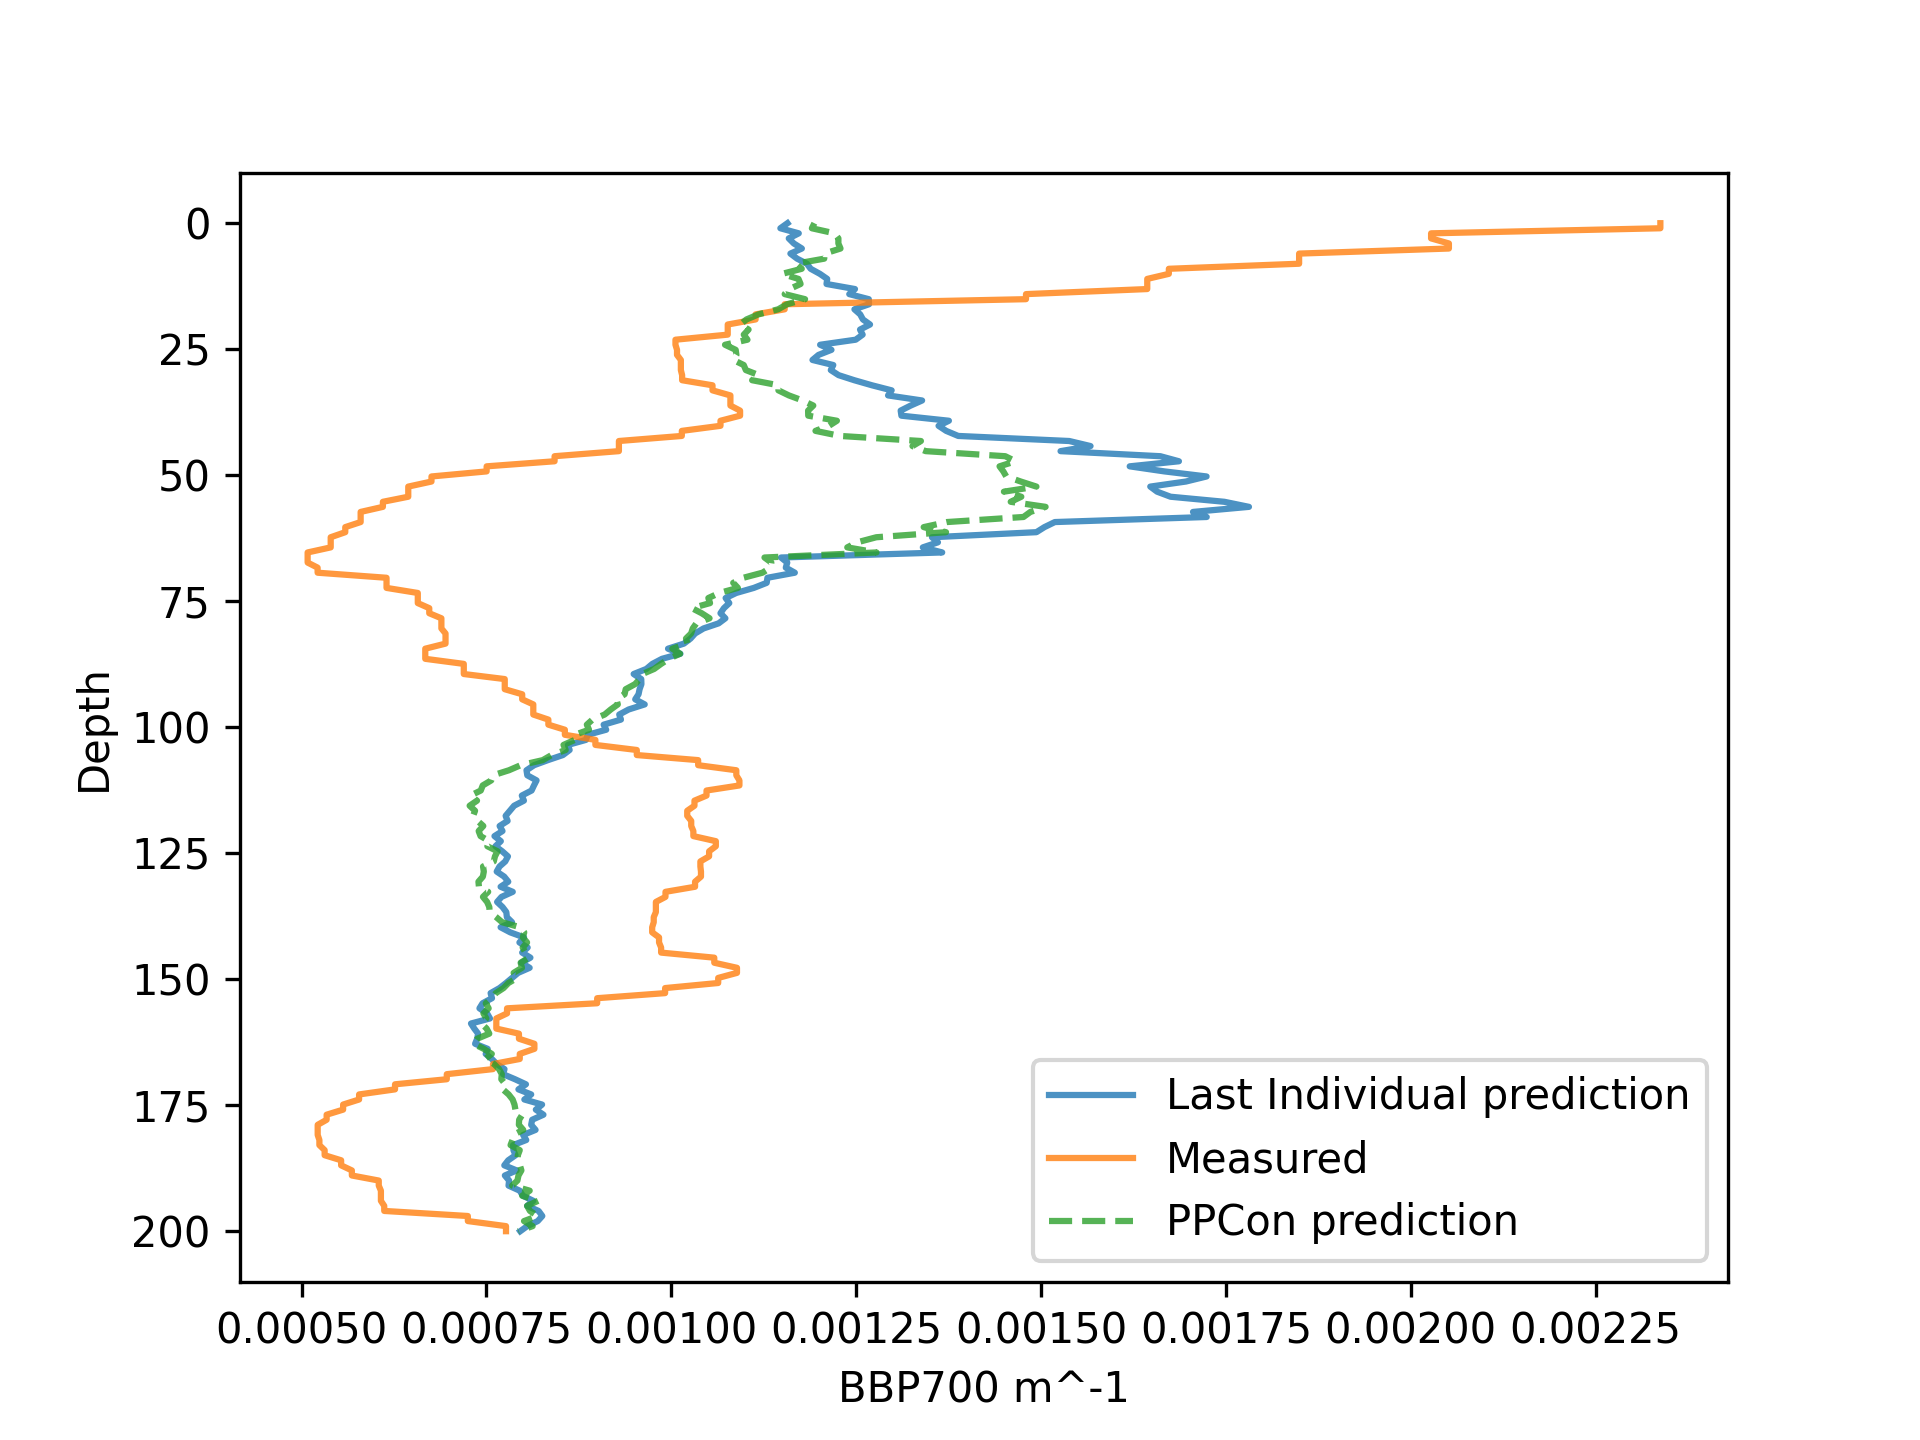 0
25
50
75
100
125
150
175
200
Depth
Last Individual prediction
Measured
PPCon prediction
0.00050 0.00075 0.00100 0.00125 0.00150 0.00175 0.00200 0.00225
BBP700 m^-1